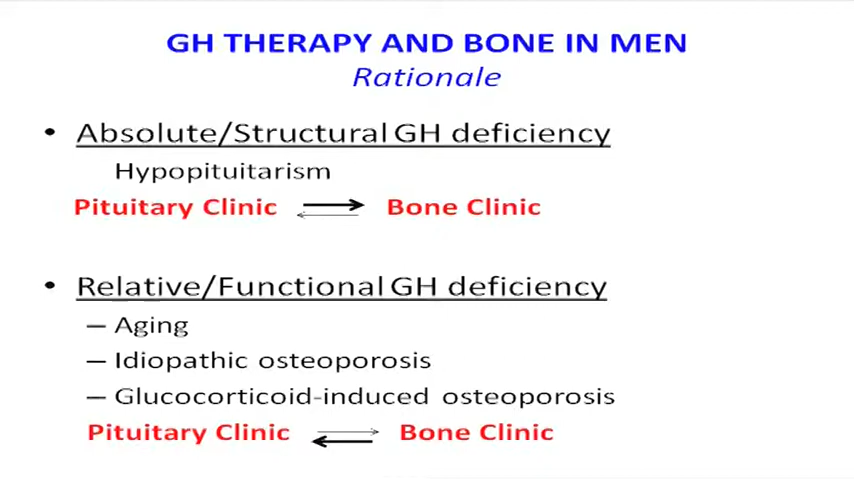 GH THERAPY AND BONE IN MEN
Rationale
• Absolute/Structural GH deficiency
Hypopituitarism
Pituitary Clinic Bone Clinic
• Relative/Functional GH deficiency
– Aging
– Idiopathic osteoporosis
– Glucocorticoid-induced osteoporosis
Pituitary Clinic Bone Clinic